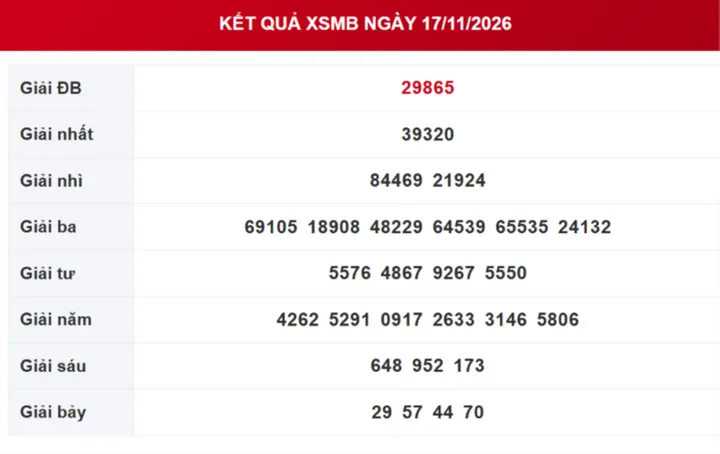 KẾT QUẢ XSMB NGÀY 17/11/2026
Giải ĐB 29865
Giải nhất 39320
Giải nhì 84469 21924
Giải ba 69105 18908 48229 64539 65535 24132
Giải tư 5576 4867 9267 5550
Giải năm 4262 5291 0917 2633 3146 5806
Giải sáu 648 952 173
Giải bảy 29 57 44 70